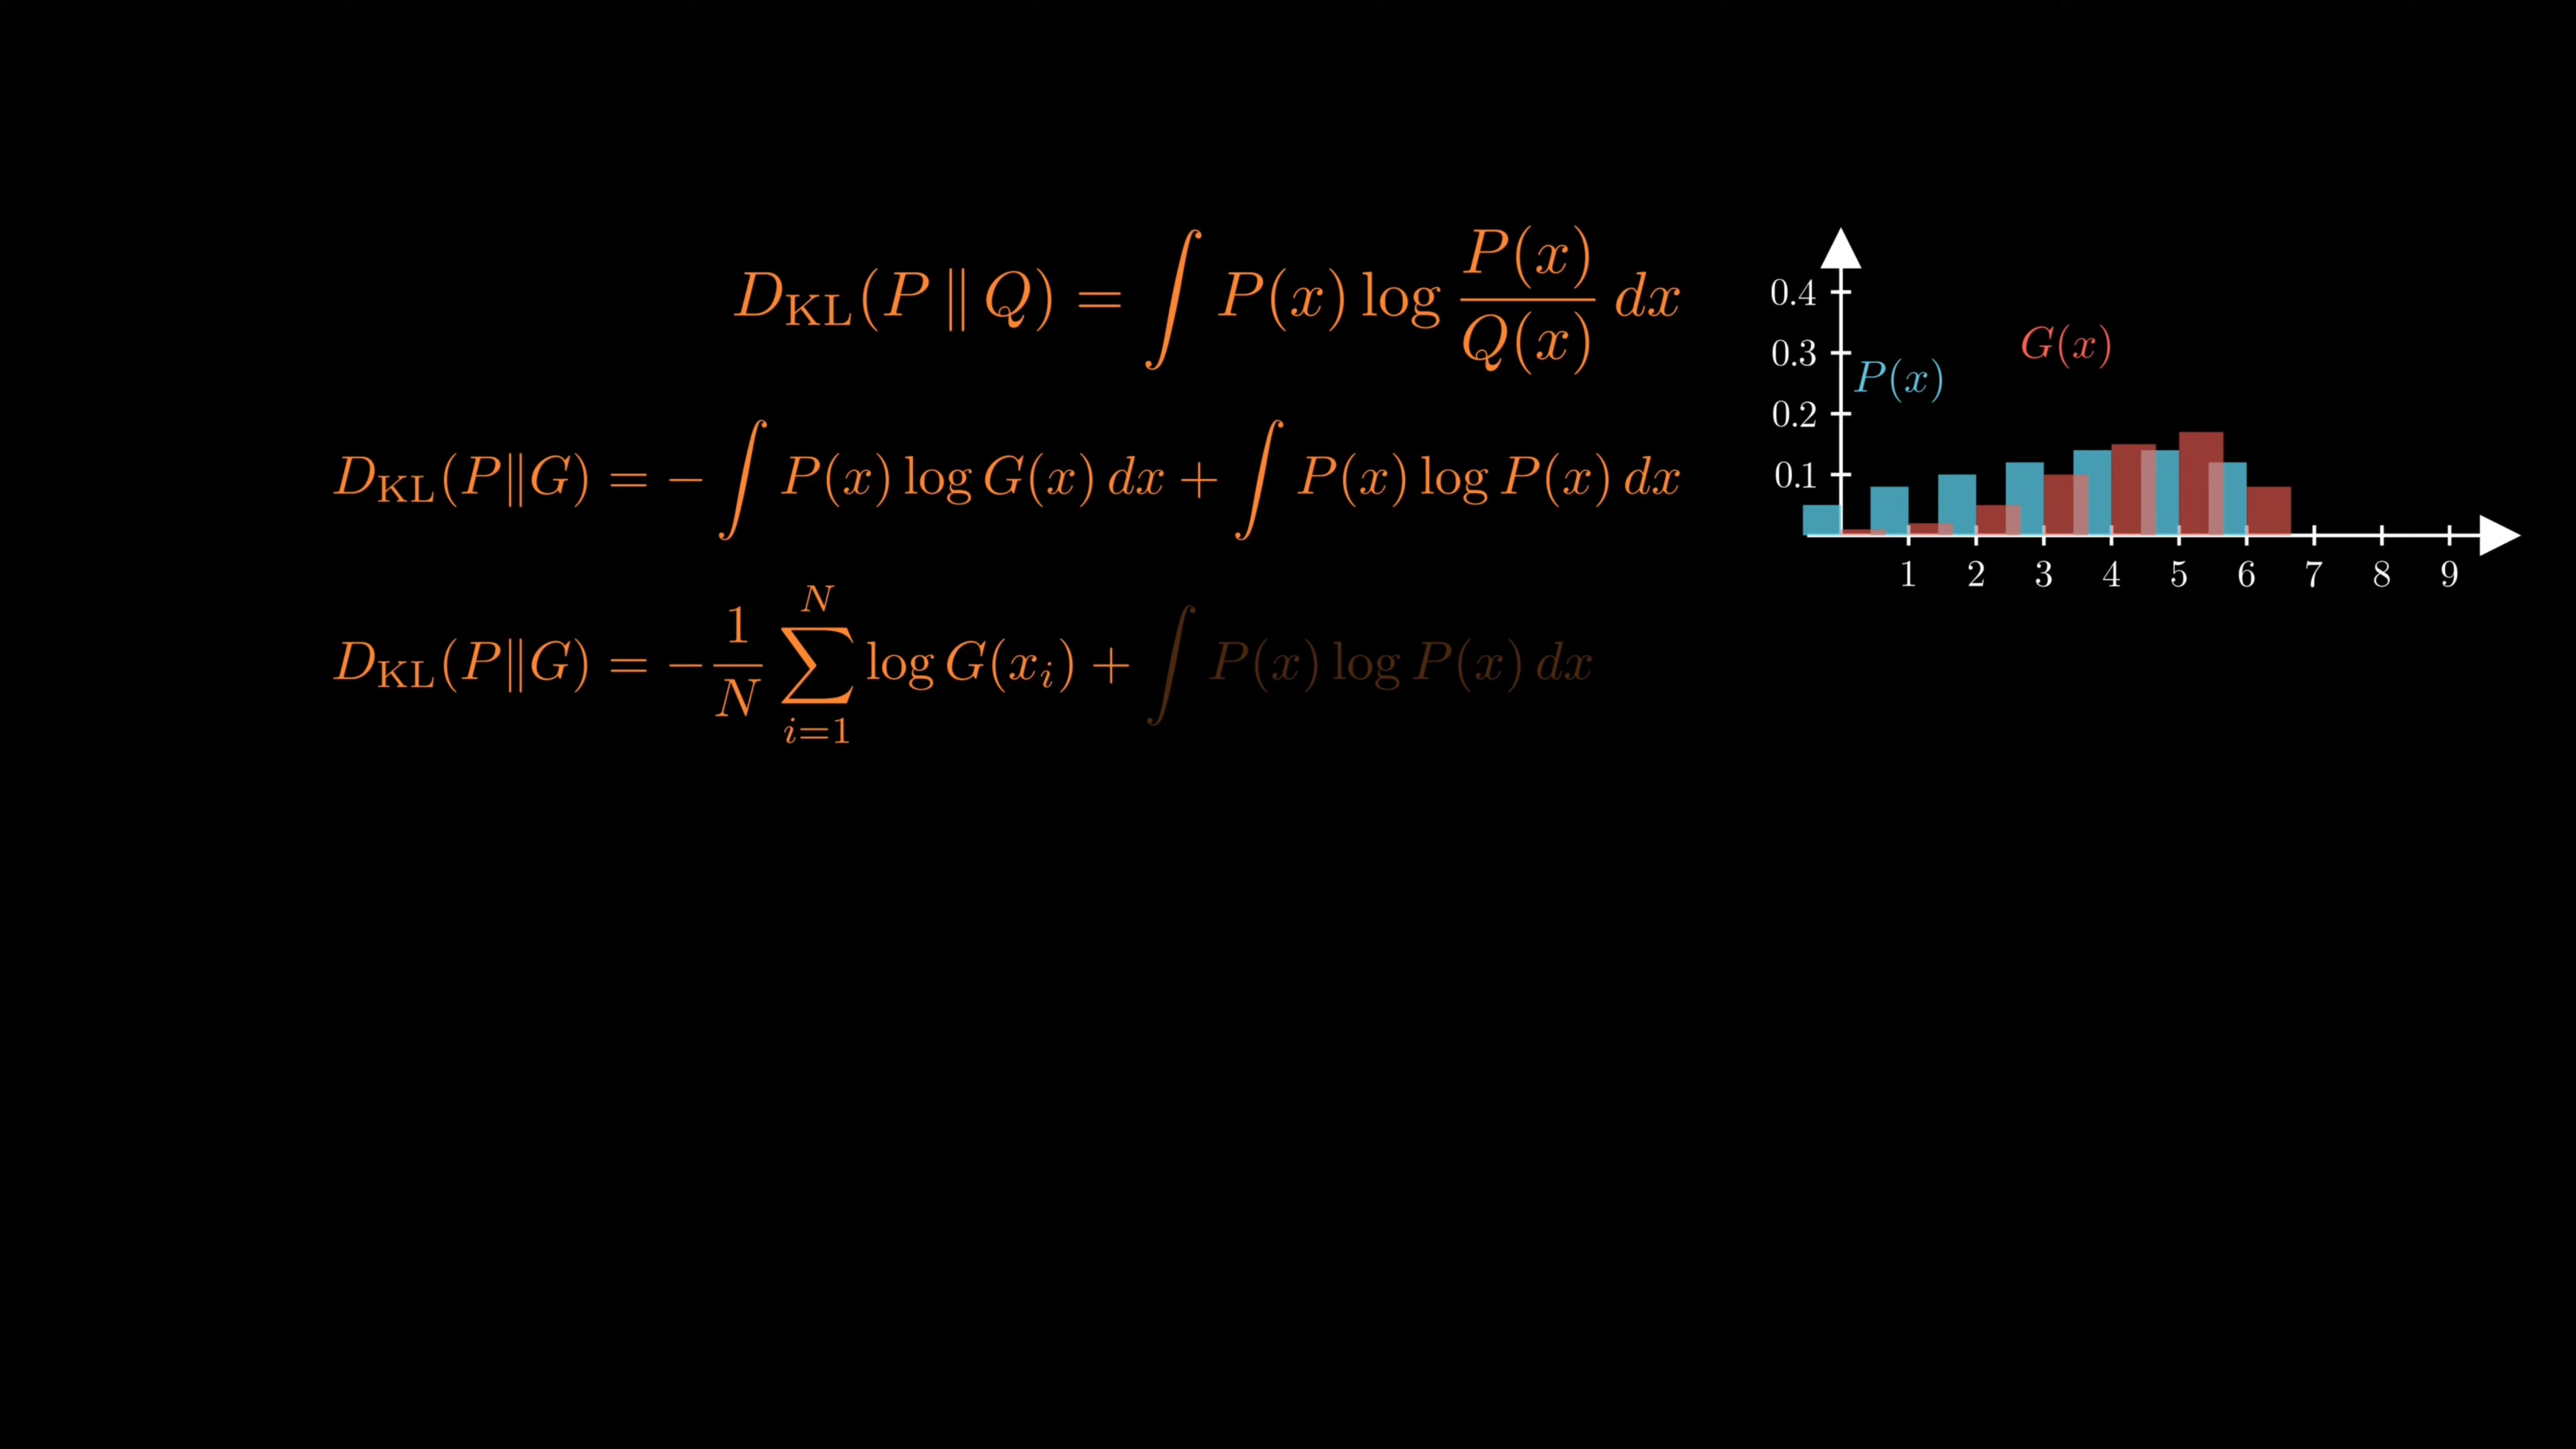 D_KL(P ∥ Q) = ∫ P(x) log P(x)/Q(x) dx
D_KL(P∥G) = − ∫ P(x) log G(x) dx + ∫ P(x) log P(x) dx
D_KL(P∥G) = − 1/N ∑_{i=1}^{N} log G(x_i) + ∫ P(x) log P(x) dx
0.4
G(x)
0.3
P(x)
0.2
0.1
1 2 3 4 5 6 7 8 9